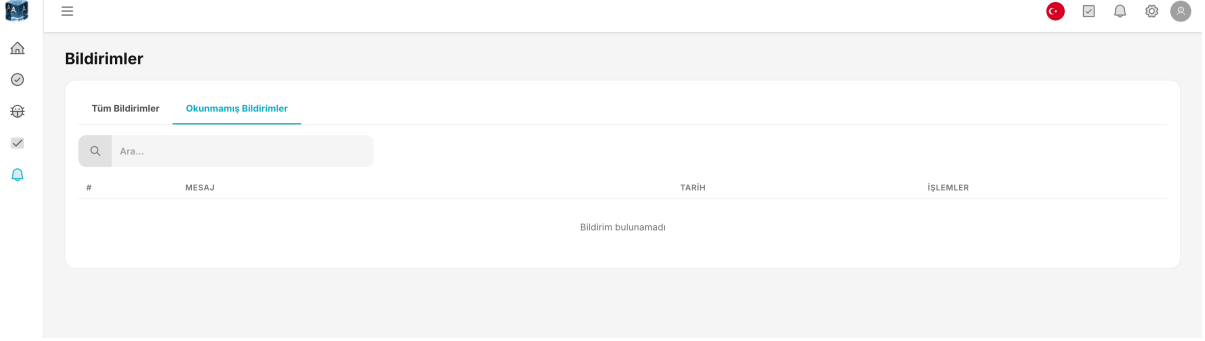 Bildirimler
Tüm Bildirimler Okunmamış Bildirimler
Ara...
# MESAJ TARİH İŞLEMLER
Bildirim bulunamadı